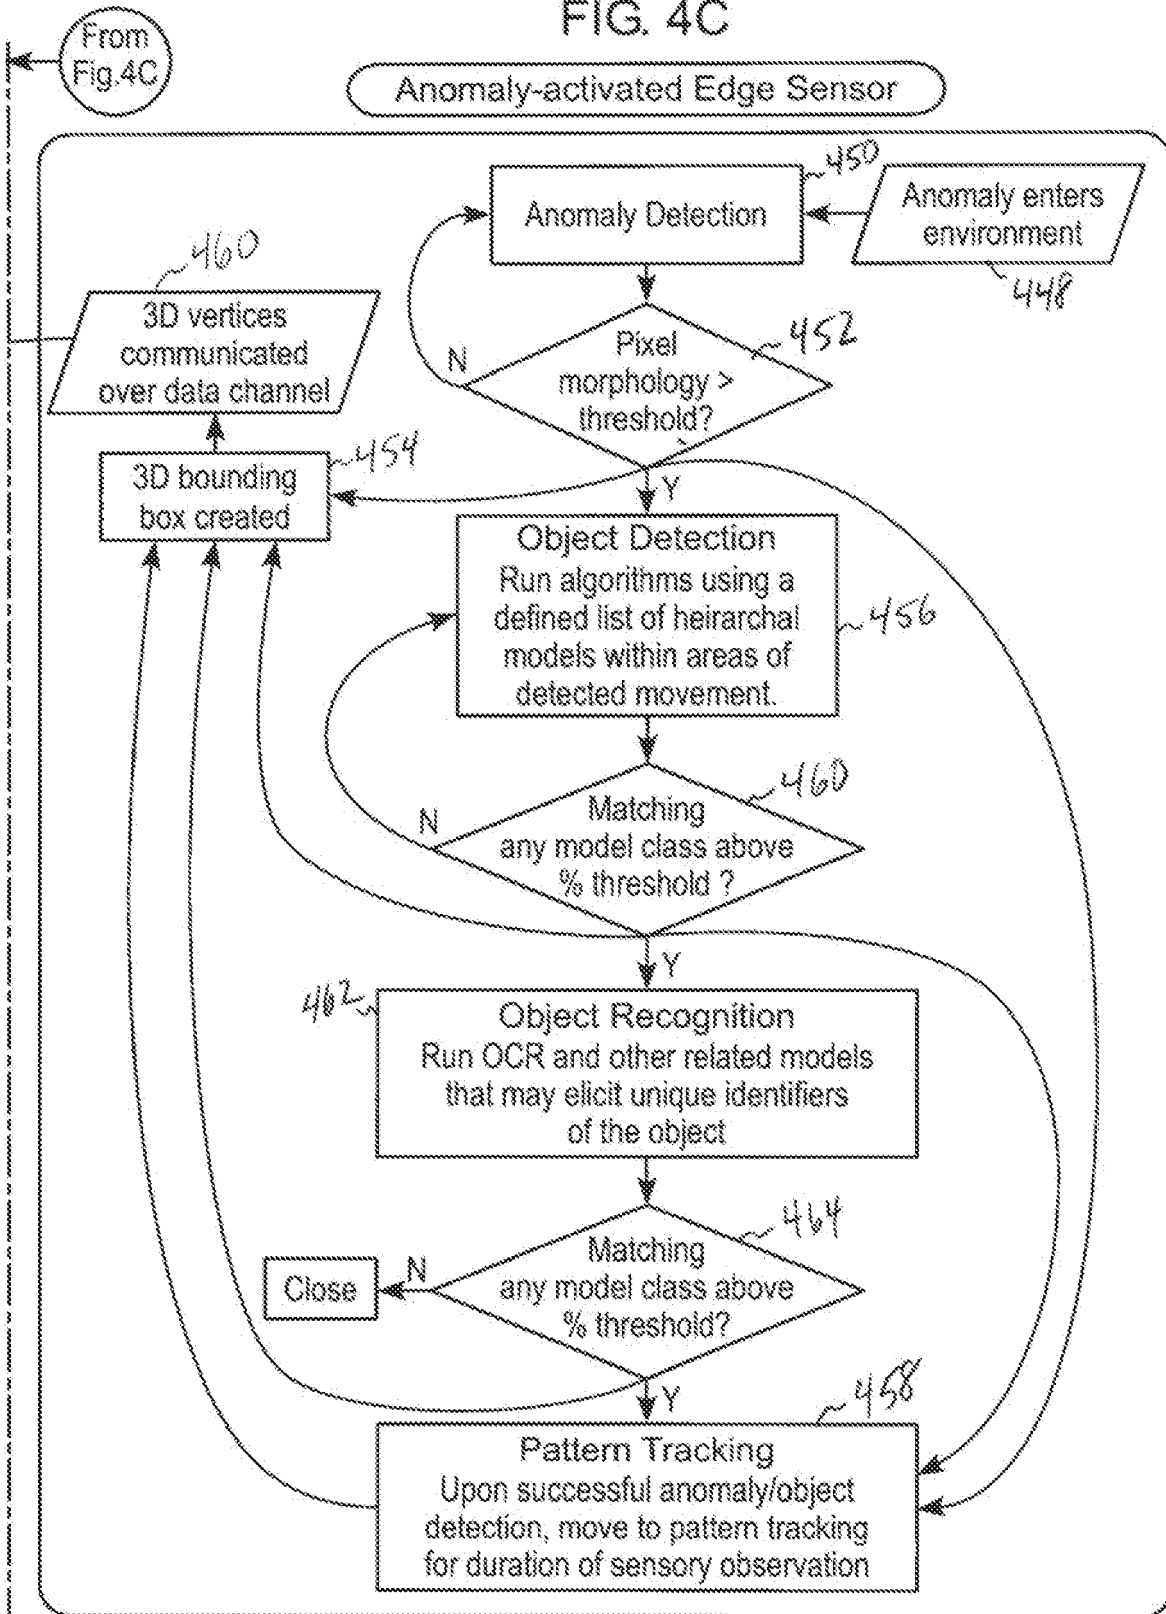 FIG. 4C
From
Fig.4C
Anomaly-activated Edge Sensor
450
Anomaly Detection
Anomaly enters
environment
448
460
3D vertices
communicated
over data channel
452
Pixel
morphology >
threshold?
N
Y
454
3D bounding
box created
Object Detection
Run algorithms using a
defined list of heirarchal
models within areas of
detected movement.
456
460
Matching
any model class above
% threshold ?
N
Y
462
Object Recognition
Run OCR and other related models
that may elicit unique identifiers
of the object
464
Matching
any model class above
% threshold?
N
Close
Y
458
Pattern Tracking
Upon successful anomaly/object
detection, move to pattern tracking
for duration of sensory observation